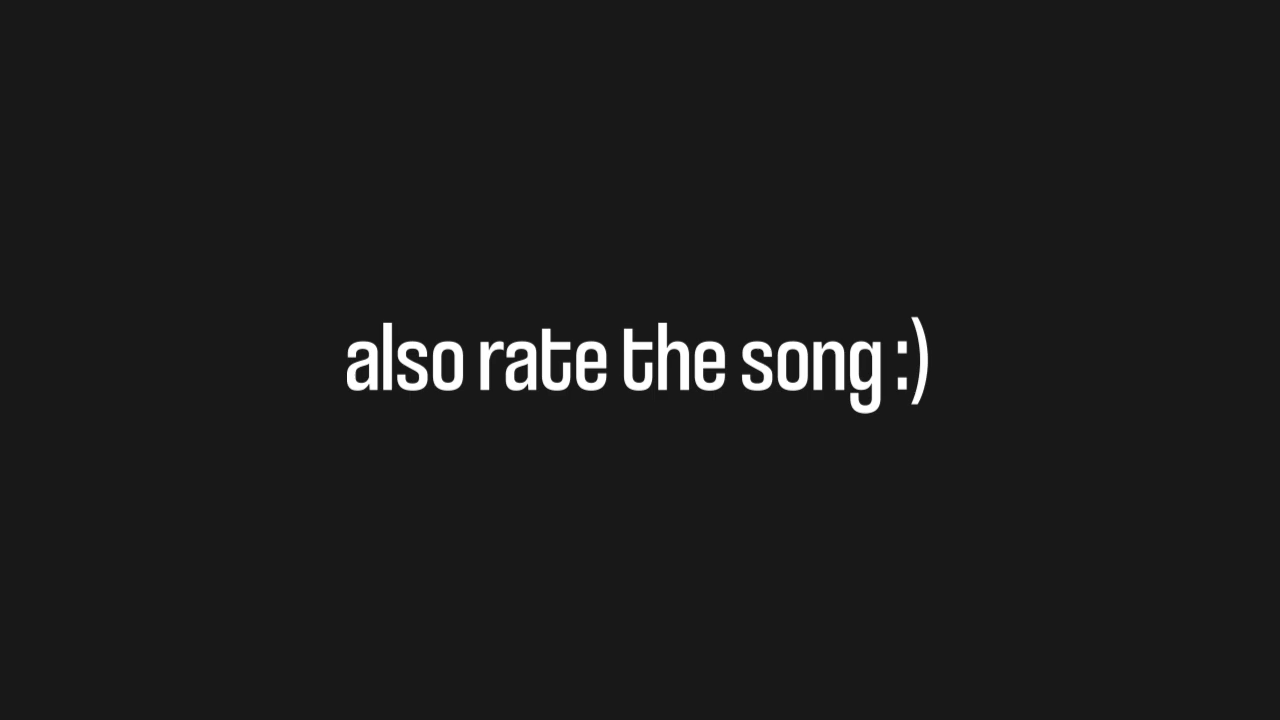 also rate the song :)